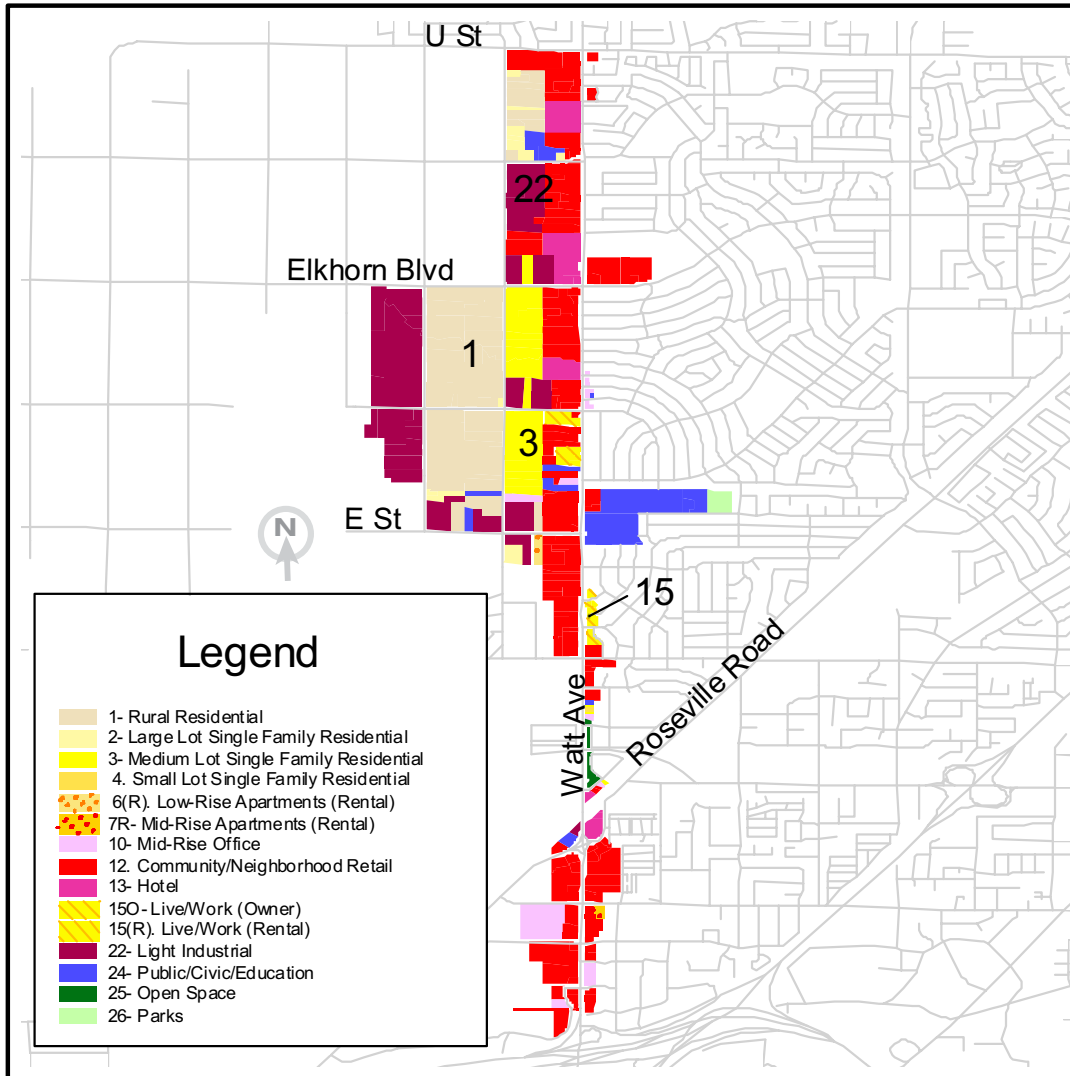 U St
22
Elkhorn Blvd
1
3
E St
N
15
Watt Ave
Roseville Road
Legend
1- Rural Residential
2- Large Lot Single Family Residential
3- Medium Lot Single Family Residential
4. Small Lot Single Family Residential
6(R). Low-Rise Apartments (Rental)
7R- Mid-Rise Apartments (Rental)
10- Mid-Rise Office
12. Community/Neighborhood Retail
13- Hotel
15O- Live/Work (Owner)
15(R). Live/Work (Rental)
22- Light Industrial
24- Public/Civic/Education
25- Open Space
26- Parks